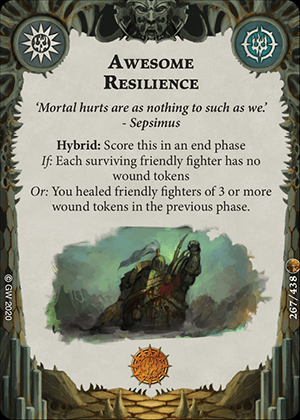 AWESOME
RESILIENCE
‘Mortal hurts are as nothing to such as we.’
- Sepsimus
Hybrid: Score this in an end phase
If: Each surviving friendly fighter has no
wound tokens
Or: You healed friendly fighters of 3 or more
wound tokens in the previous phase.
© GW 2020
267/438